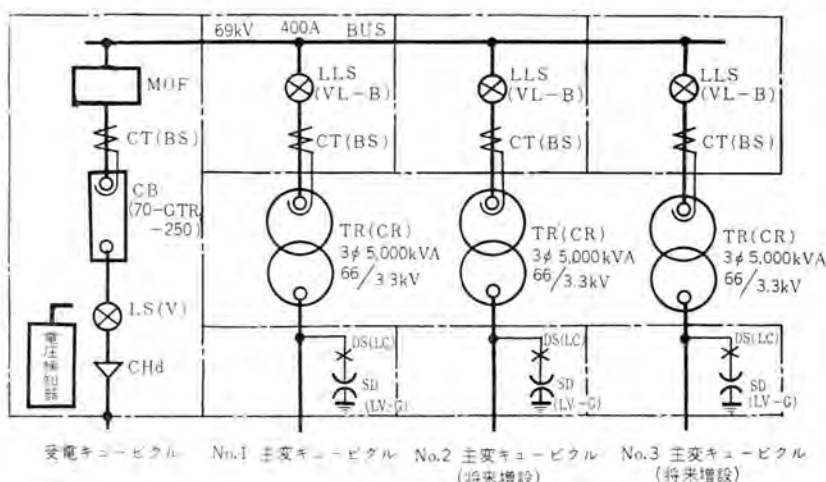 69kV 400A BUS
MOF
CT(BS)
CB
(70-GTR
-250)
LS(V)
CHd
電圧検知器
受電キュービクル
LLS
(VL-B)
CT(BS)
TR(CR)
3φ 5,000kVA
66/3.3kV
DS(LC)
SD
(LV-G)
No.1 主変キュービクル
LLS
(VL-B)
CT(BS)
TR(CR)
3φ 5,000kVA
66/3.3kV
DS(LC)
SD
(LV-G)
No.2 主変キュービクル
(将来増設)
LLS
(VL-B)
CT(BS)
TR(CR)
3φ 5,000kVA
66/3.3kV
DS(LC)
SD
(LV-G)
No.3 主変キュービクル
(将来増設)